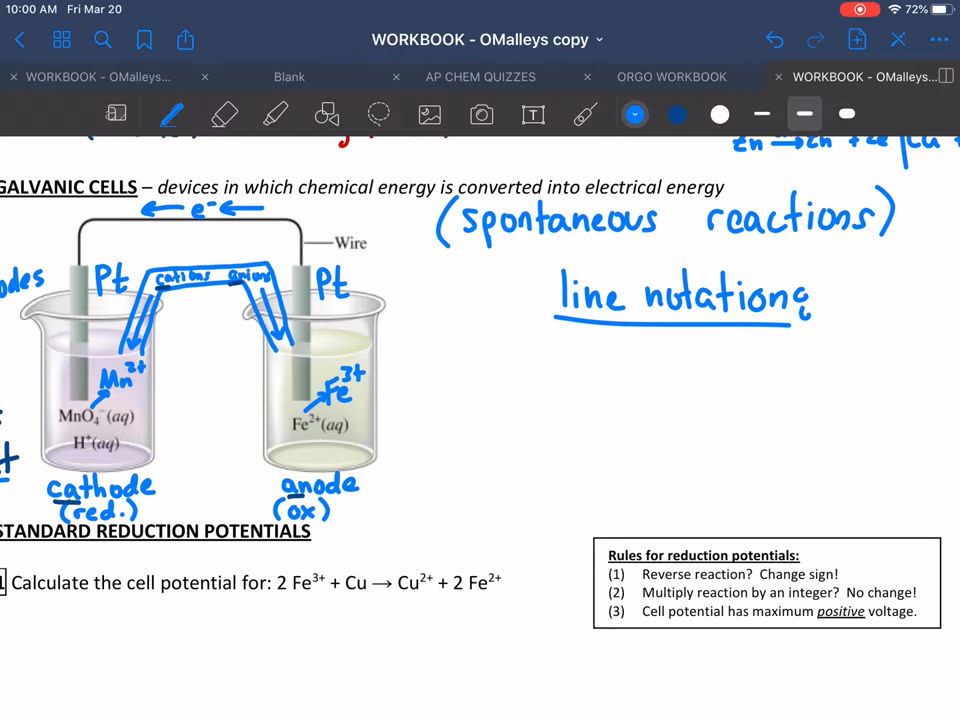 10:00 AM Fri Mar 20 72%
WORKBOOK - OMalleys copy
WORKBOOK - OMalleys... Blank AP CHEM QUIZZES ORGO WORKBOOK WORKBOOK - OMalleys...
GALVANIC CELLS – devices in which chemical energy is converted into electrical energy
e⁻
(spontaneous reactions)
Wire
odes Pt cations anions Pt
line notation
Mn²⁺ Fe³⁺
MnO₄⁻(aq) Fe²⁺(aq)
H⁺(aq)
cathode anode
(red.) (ox)
STANDARD REDUCTION POTENTIALS
Rules for reduction potentials:
(1) Reverse reaction? Change sign!
1 Calculate the cell potential for: 2 Fe³⁺ + Cu → Cu²⁺ + 2 Fe²⁺
(2) Multiply reaction by an integer? No change!
(3) Cell potential has maximum positive voltage.